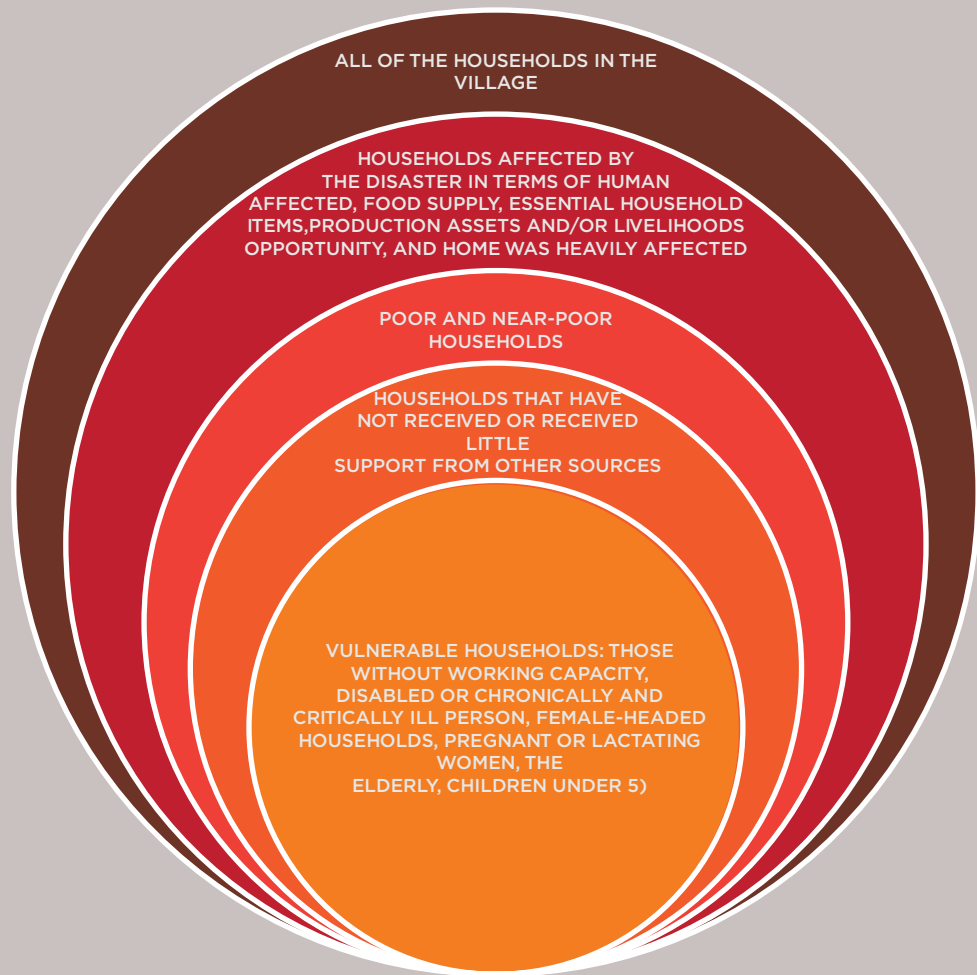 ALL OF THE HOUSEHOLDS IN THE
VILLAGE
HOUSEHOLDS AFFECTED BY
THE DISASTER IN TERMS OF HUMAN
AFFECTED, FOOD SUPPLY, ESSENTIAL HOUSEHOLD
ITEMS,PRODUCTION ASSETS AND/OR LIVELIHOODS
OPPORTUNITY, AND HOME WAS HEAVILY AFFECTED
POOR AND NEAR-POOR
HOUSEHOLDS
HOUSEHOLDS THAT HAVE
NOT RECEIVED OR RECEIVED
LITTLE
SUPPORT FROM OTHER SOURCES
VULNERABLE HOUSEHOLDS: THOSE
WITHOUT WORKING CAPACITY,
DISABLED OR CHRONICALLY AND
CRITICALLY ILL PERSON, FEMALE-HEADED
HOUSEHOLDS, PREGNANT OR LACTATING
WOMEN, THE
ELDERLY, CHILDREN UNDER 5)